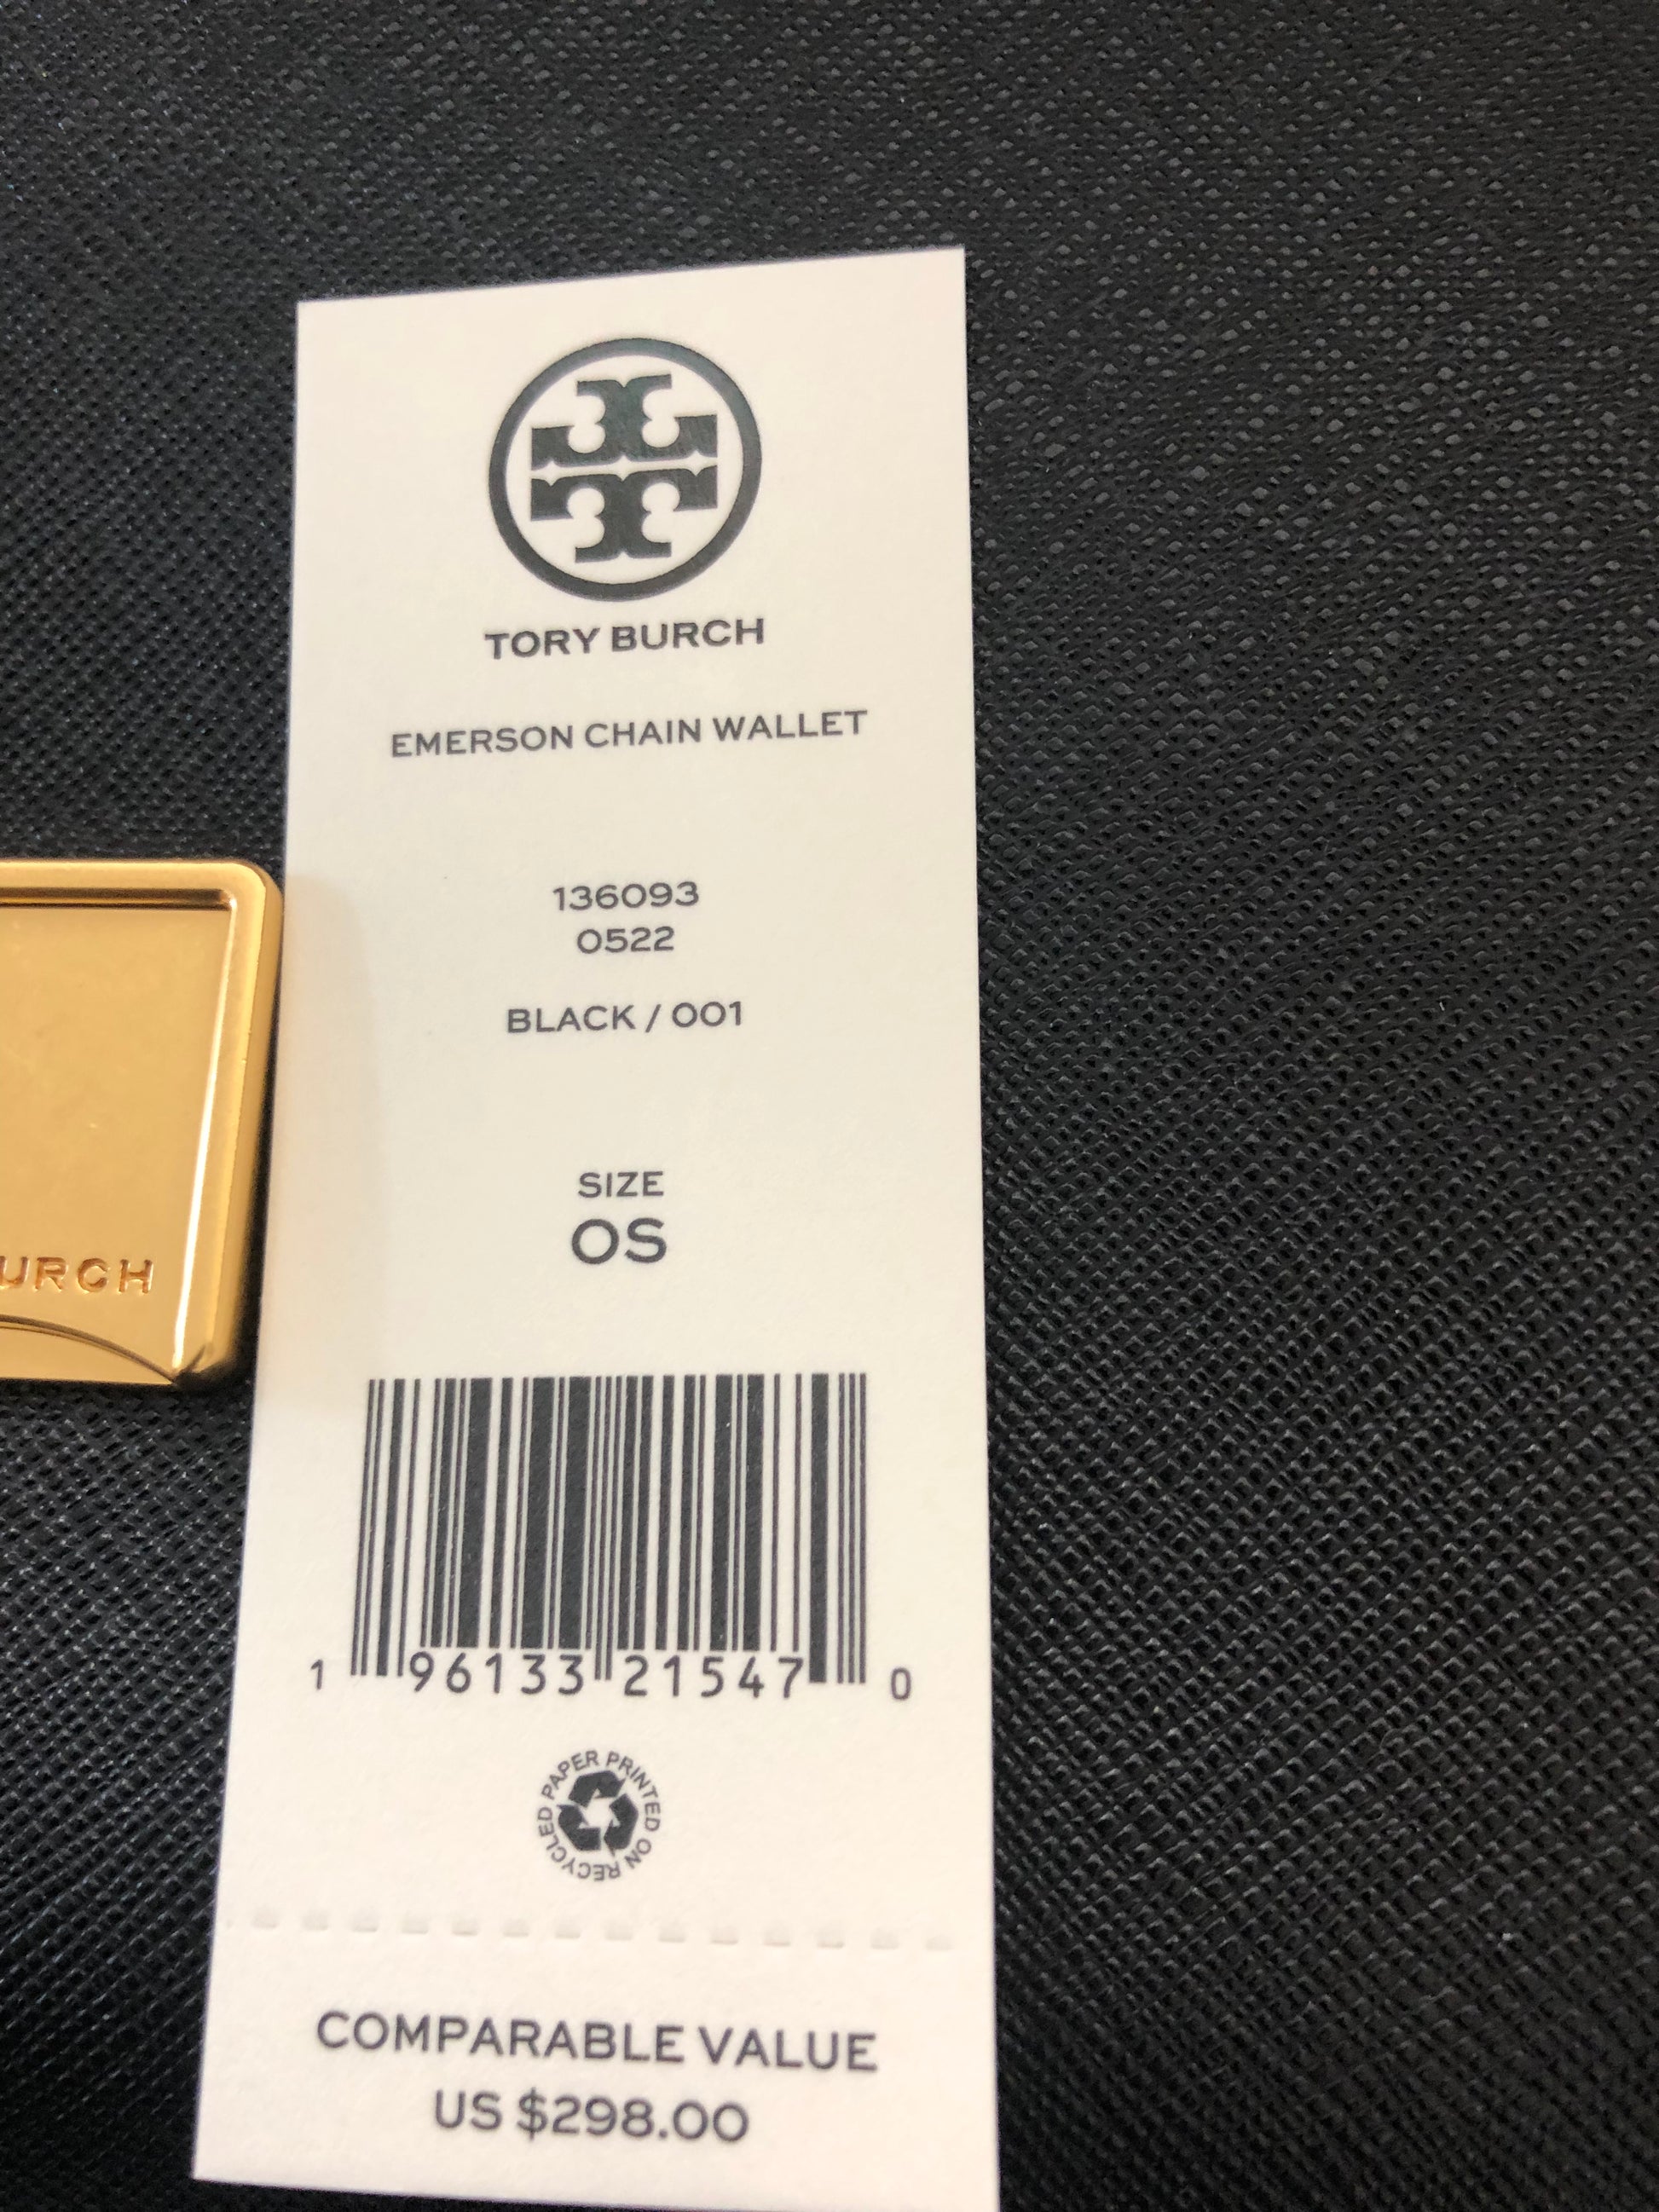 TORY BURCH
EMERSON CHAIN WALLET
136093
0522
BLACK / 001
SIZE
OS
URCH
1 96133 21547 0
PRINTED ON RECYCLED PAPER
COMPARABLE VALUE
US $298.00